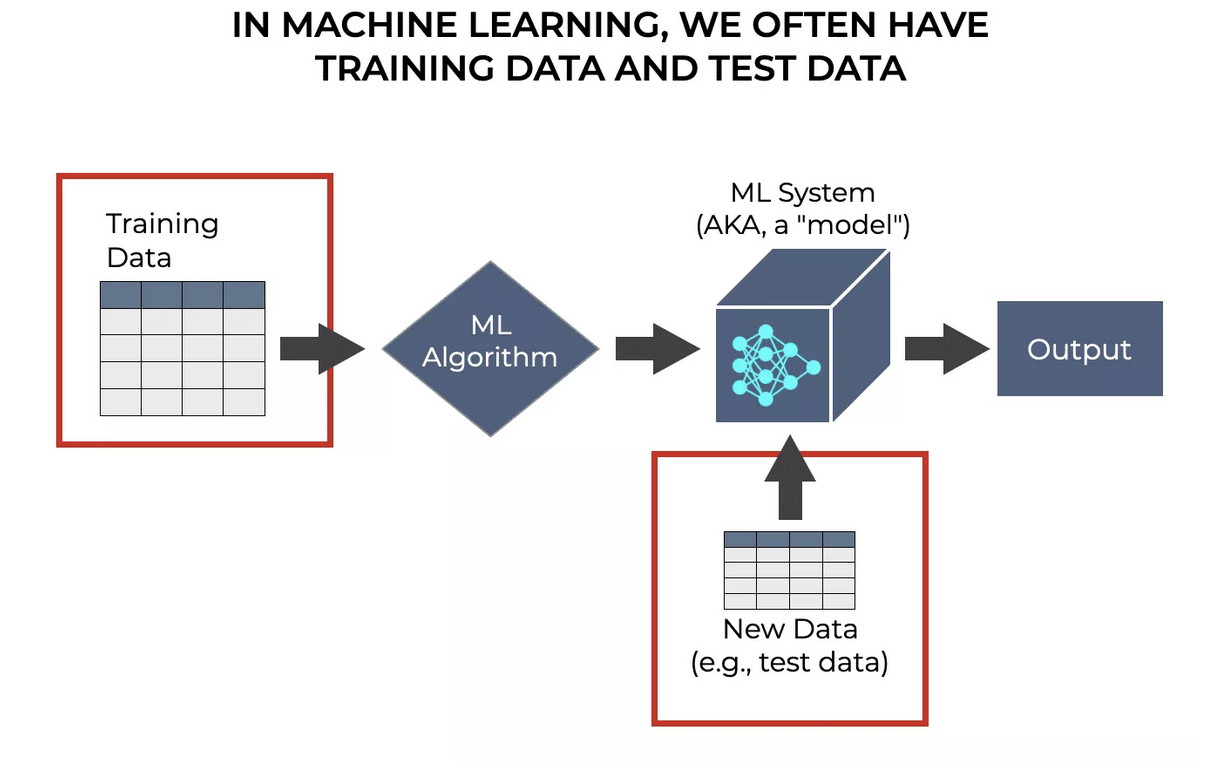 IN MACHINE LEARNING, WE OFTEN HAVE
TRAINING DATA AND TEST DATA
Training
Data
ML
Algorithm
ML System
(AKA, a "model")
Output
New Data
(e.g., test data)